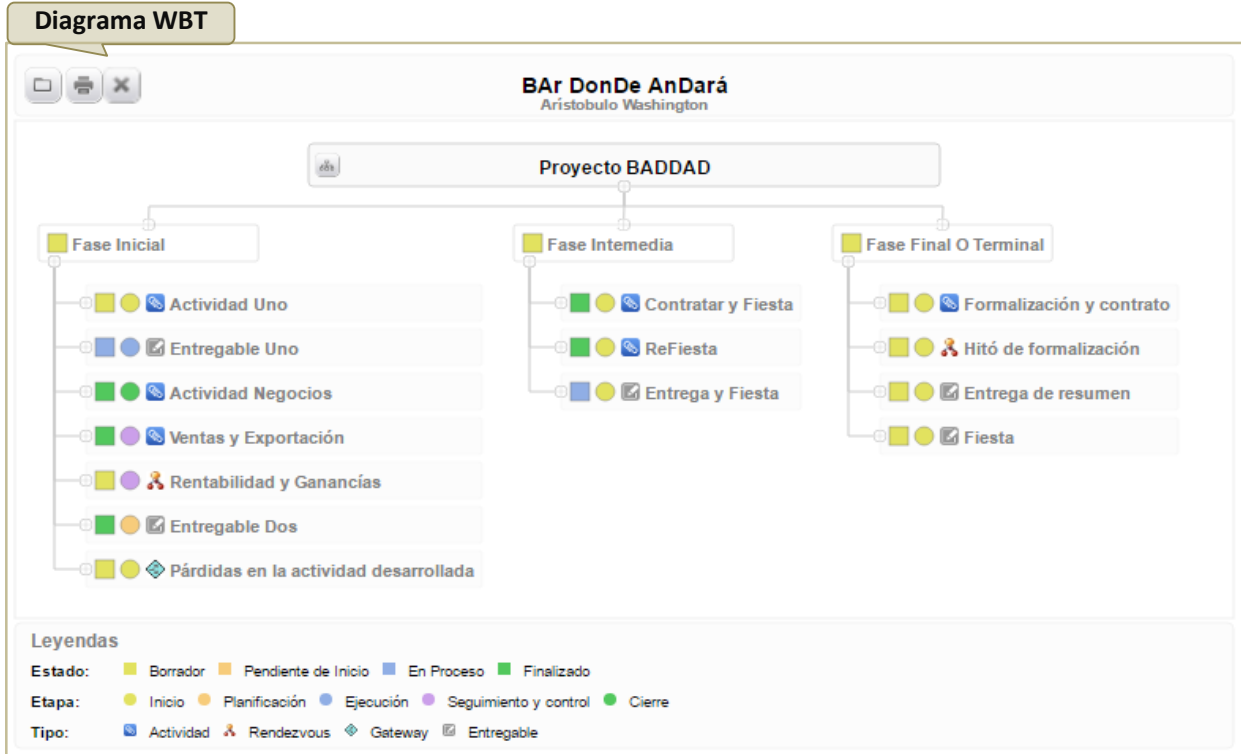 Diagrama WBT
BAr DonDe AnDará
Arístobulo Washington
Proyecto BADDAD
Fase Inicial
Actividad Uno
Entregable Uno
Actividad Negocios
Ventas y Exportación
Rentabilidad y Ganancías
Entregable Dos
Párdidas en la actividad desarrollada
Fase Intemedia
Contratar y Fiesta
ReFiesta
Entrega y Fiesta
Fase Final O Terminal
Formalización y contrato
Hitó de formalización
Entrega de resumen
Fiesta
Leyendas
Estado: Borrador Pendiente de Inicio En Proceso Finalizado
Etapa: Inicio Planificación Ejecución Seguimiento y control Cierre
Tipo: Actividad Rendezvous Gateway Entregable